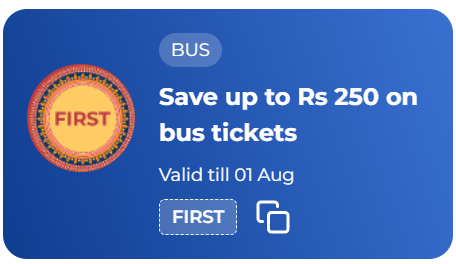 BUS
FIRST
Save up to Rs 250 on
bus tickets
Valid till 01 Aug
FIRST